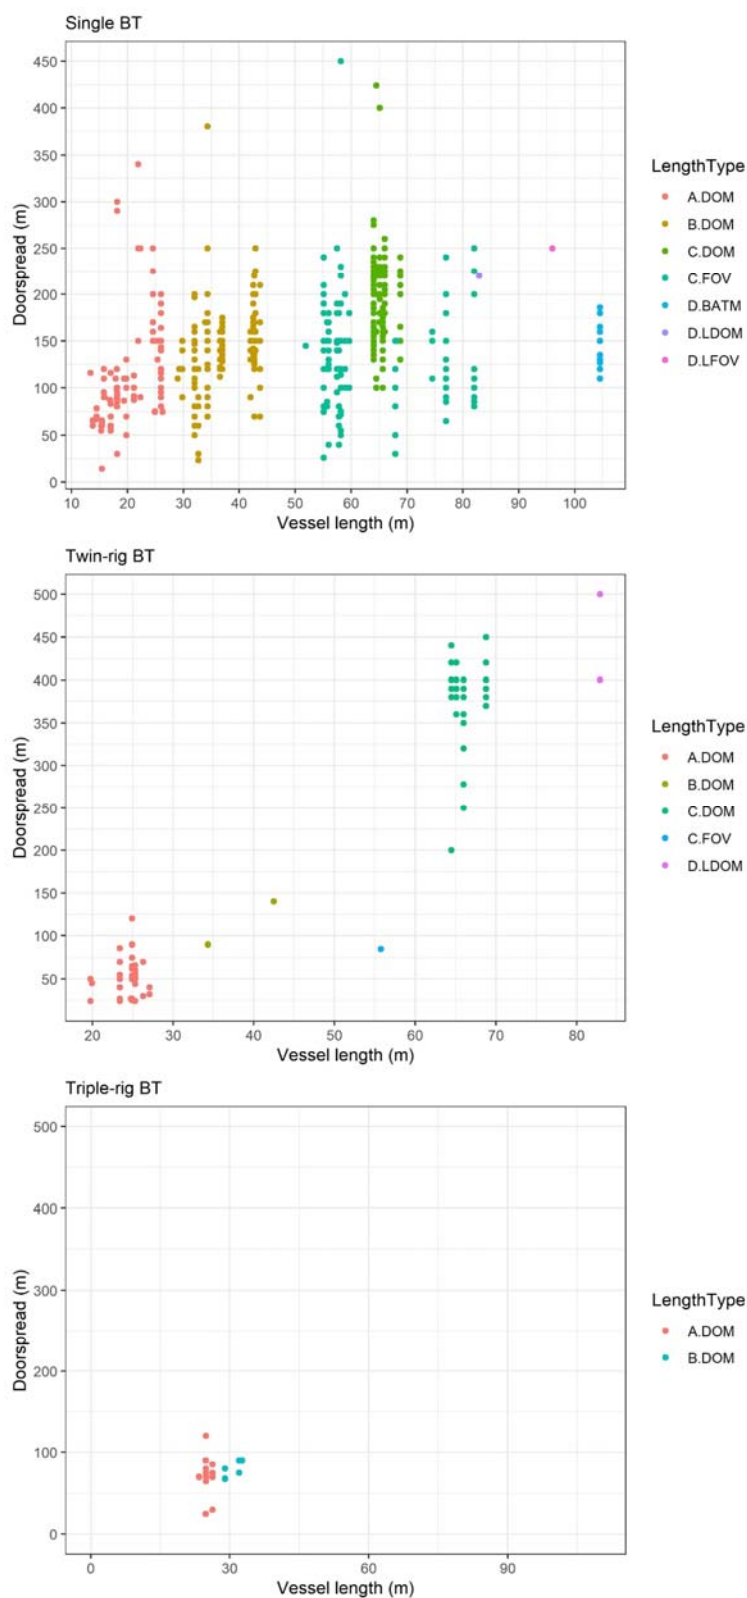 Single BT
450
400
350
300
250
200
150
100
50
0
Doorspread (m)
10 20 30 40 50 60 70 80 90 100
Vessel length (m)
LengthType
A.DOM
B.DOM
C.DOM
C.FOV
D.BATM
D.LDOM
D.LFOV
Twin-rig BT
500
450
400
350
300
250
200
150
100
50
Doorspread (m)
20 30 40 50 60 70 80
Vessel length (m)
LengthType
A.DOM
B.DOM
C.DOM
C.FOV
D.LDOM
Triple-rig BT
500
400
300
200
100
0
Doorspread (m)
0 30 60 90
Vessel length (m)
LengthType
A.DOM
B.DOM